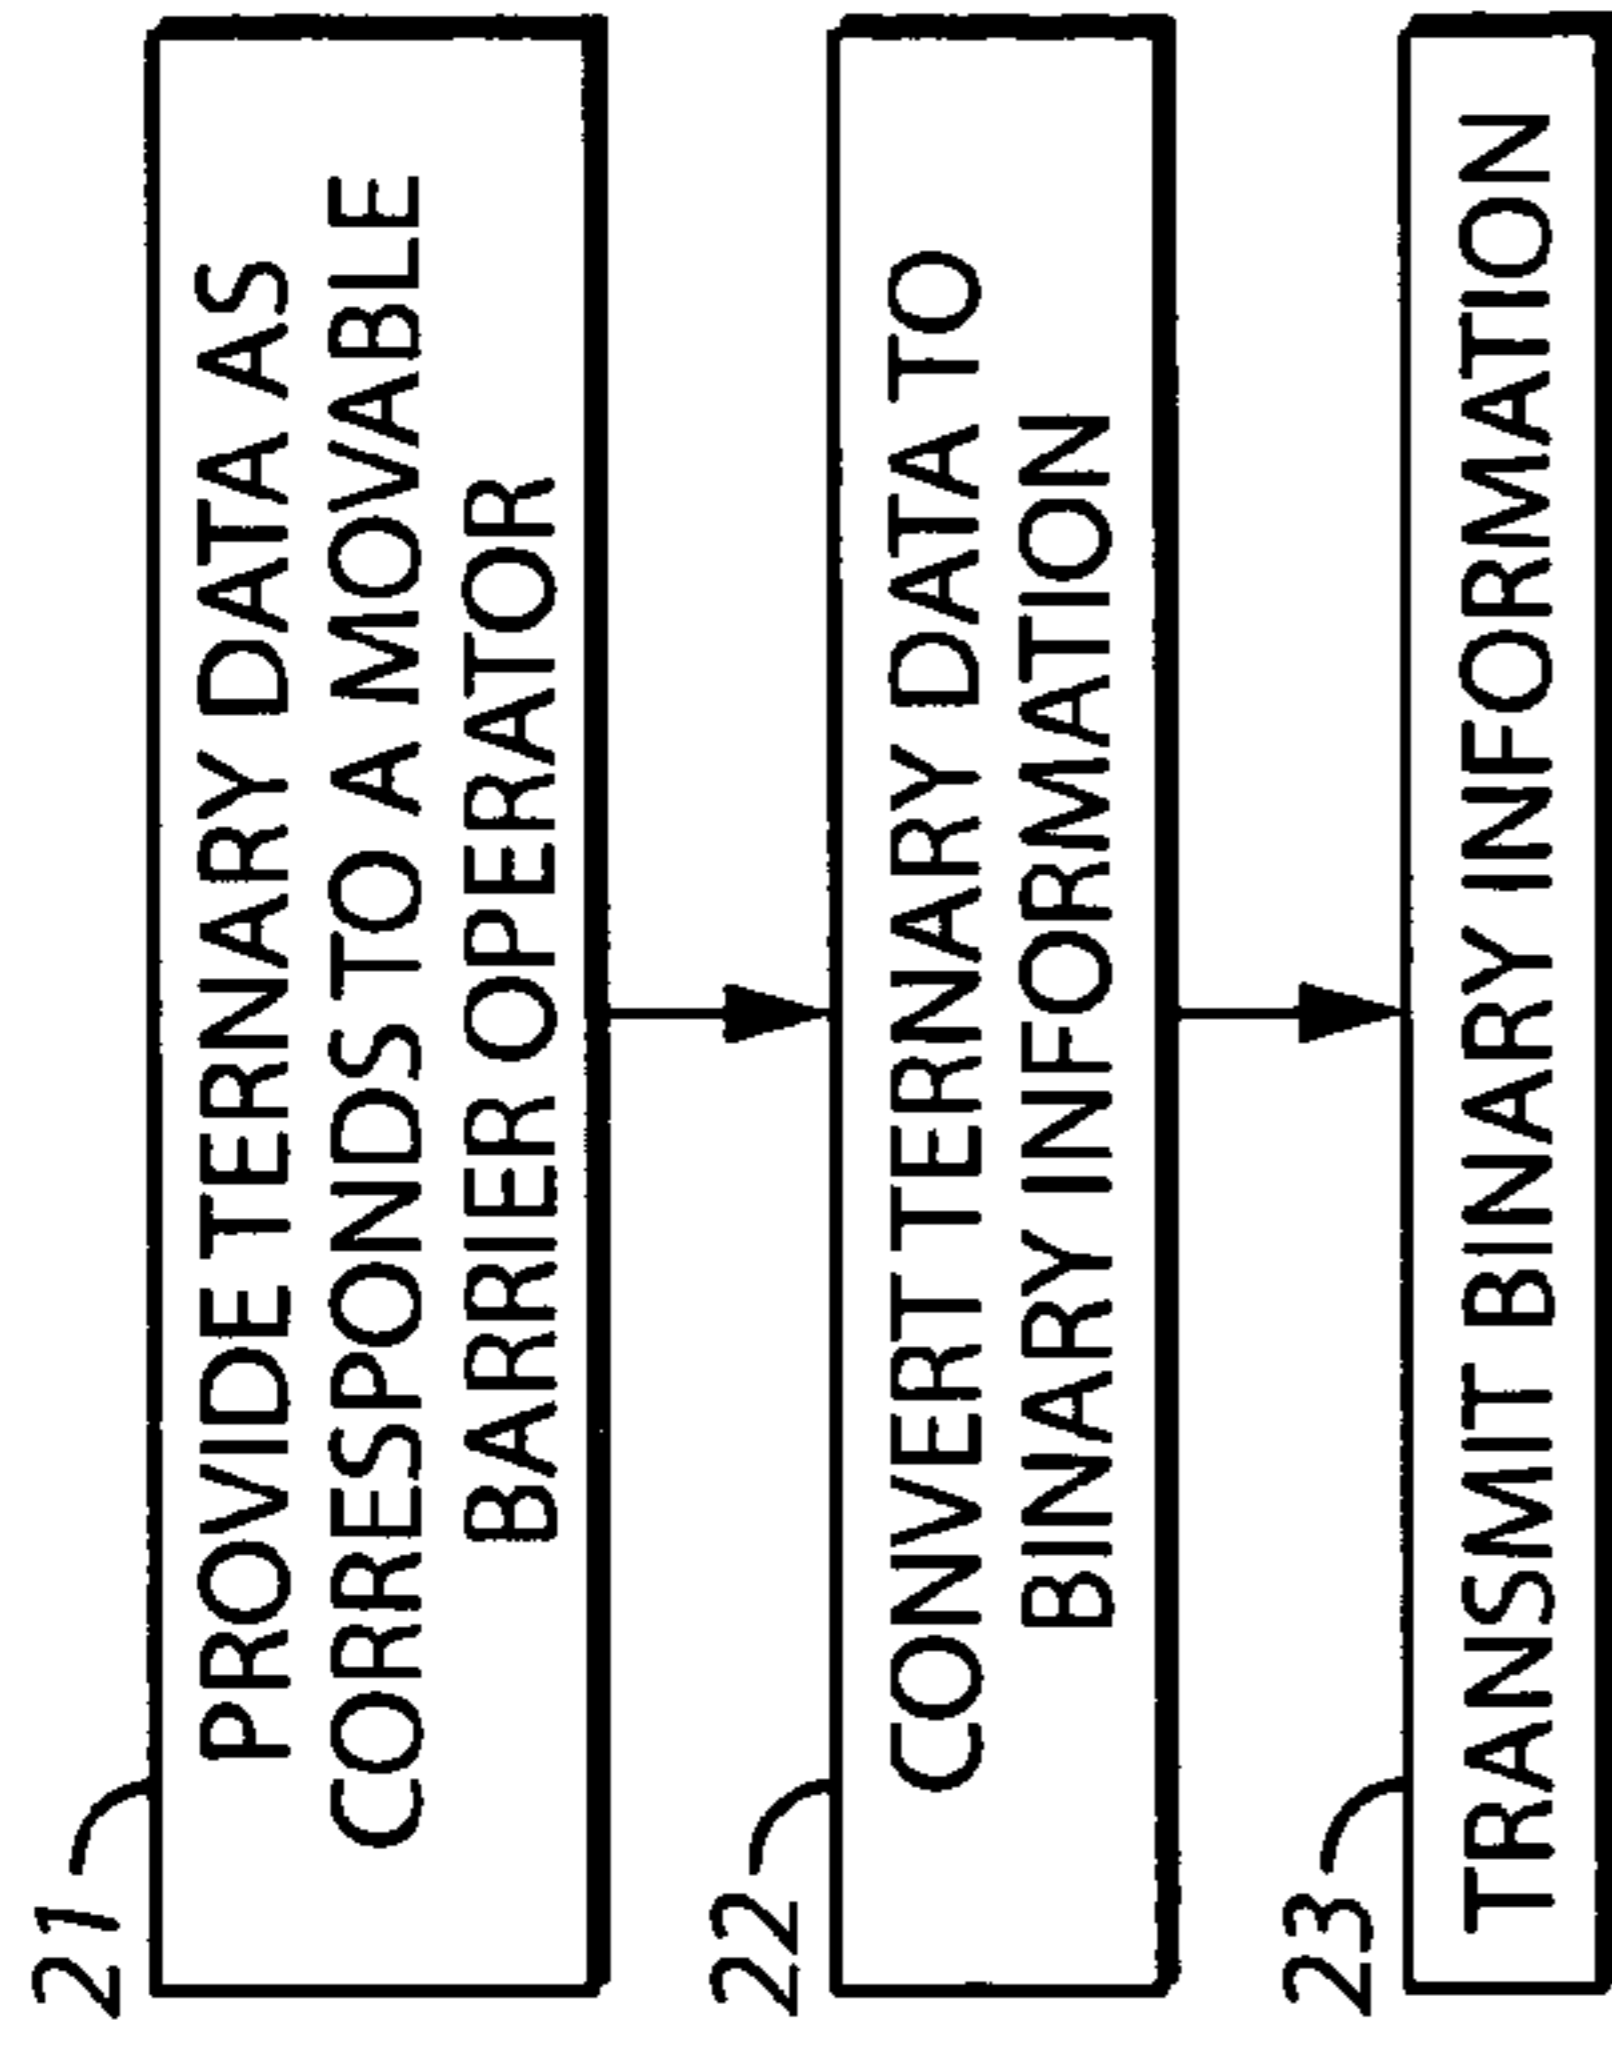 21
PROVIDE TERNARY DATA AS
CORRESPONDS TO A MOVABLE
BARRIER OPERATOR
22
CONVERT TERNARY DATA TO
BINARY INFORMATION
23
TRANSMIT BINARY INFORMATION